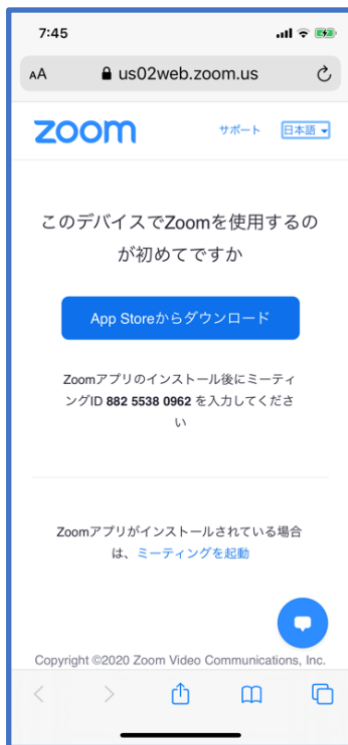 7:45
AA us02web.zoom.us
zoom サポート 日本語
このデバイスでZoomを使用するの
が初めてですか
App Storeからダウンロード
Zoomアプリのインストール後にミーティ
ングID 882 5538 0962 を入力してくださ
い
Zoomアプリがインストールされている場合
は、ミーティングを起動
Copyright ©2020 Zoom Video Communications, Inc.